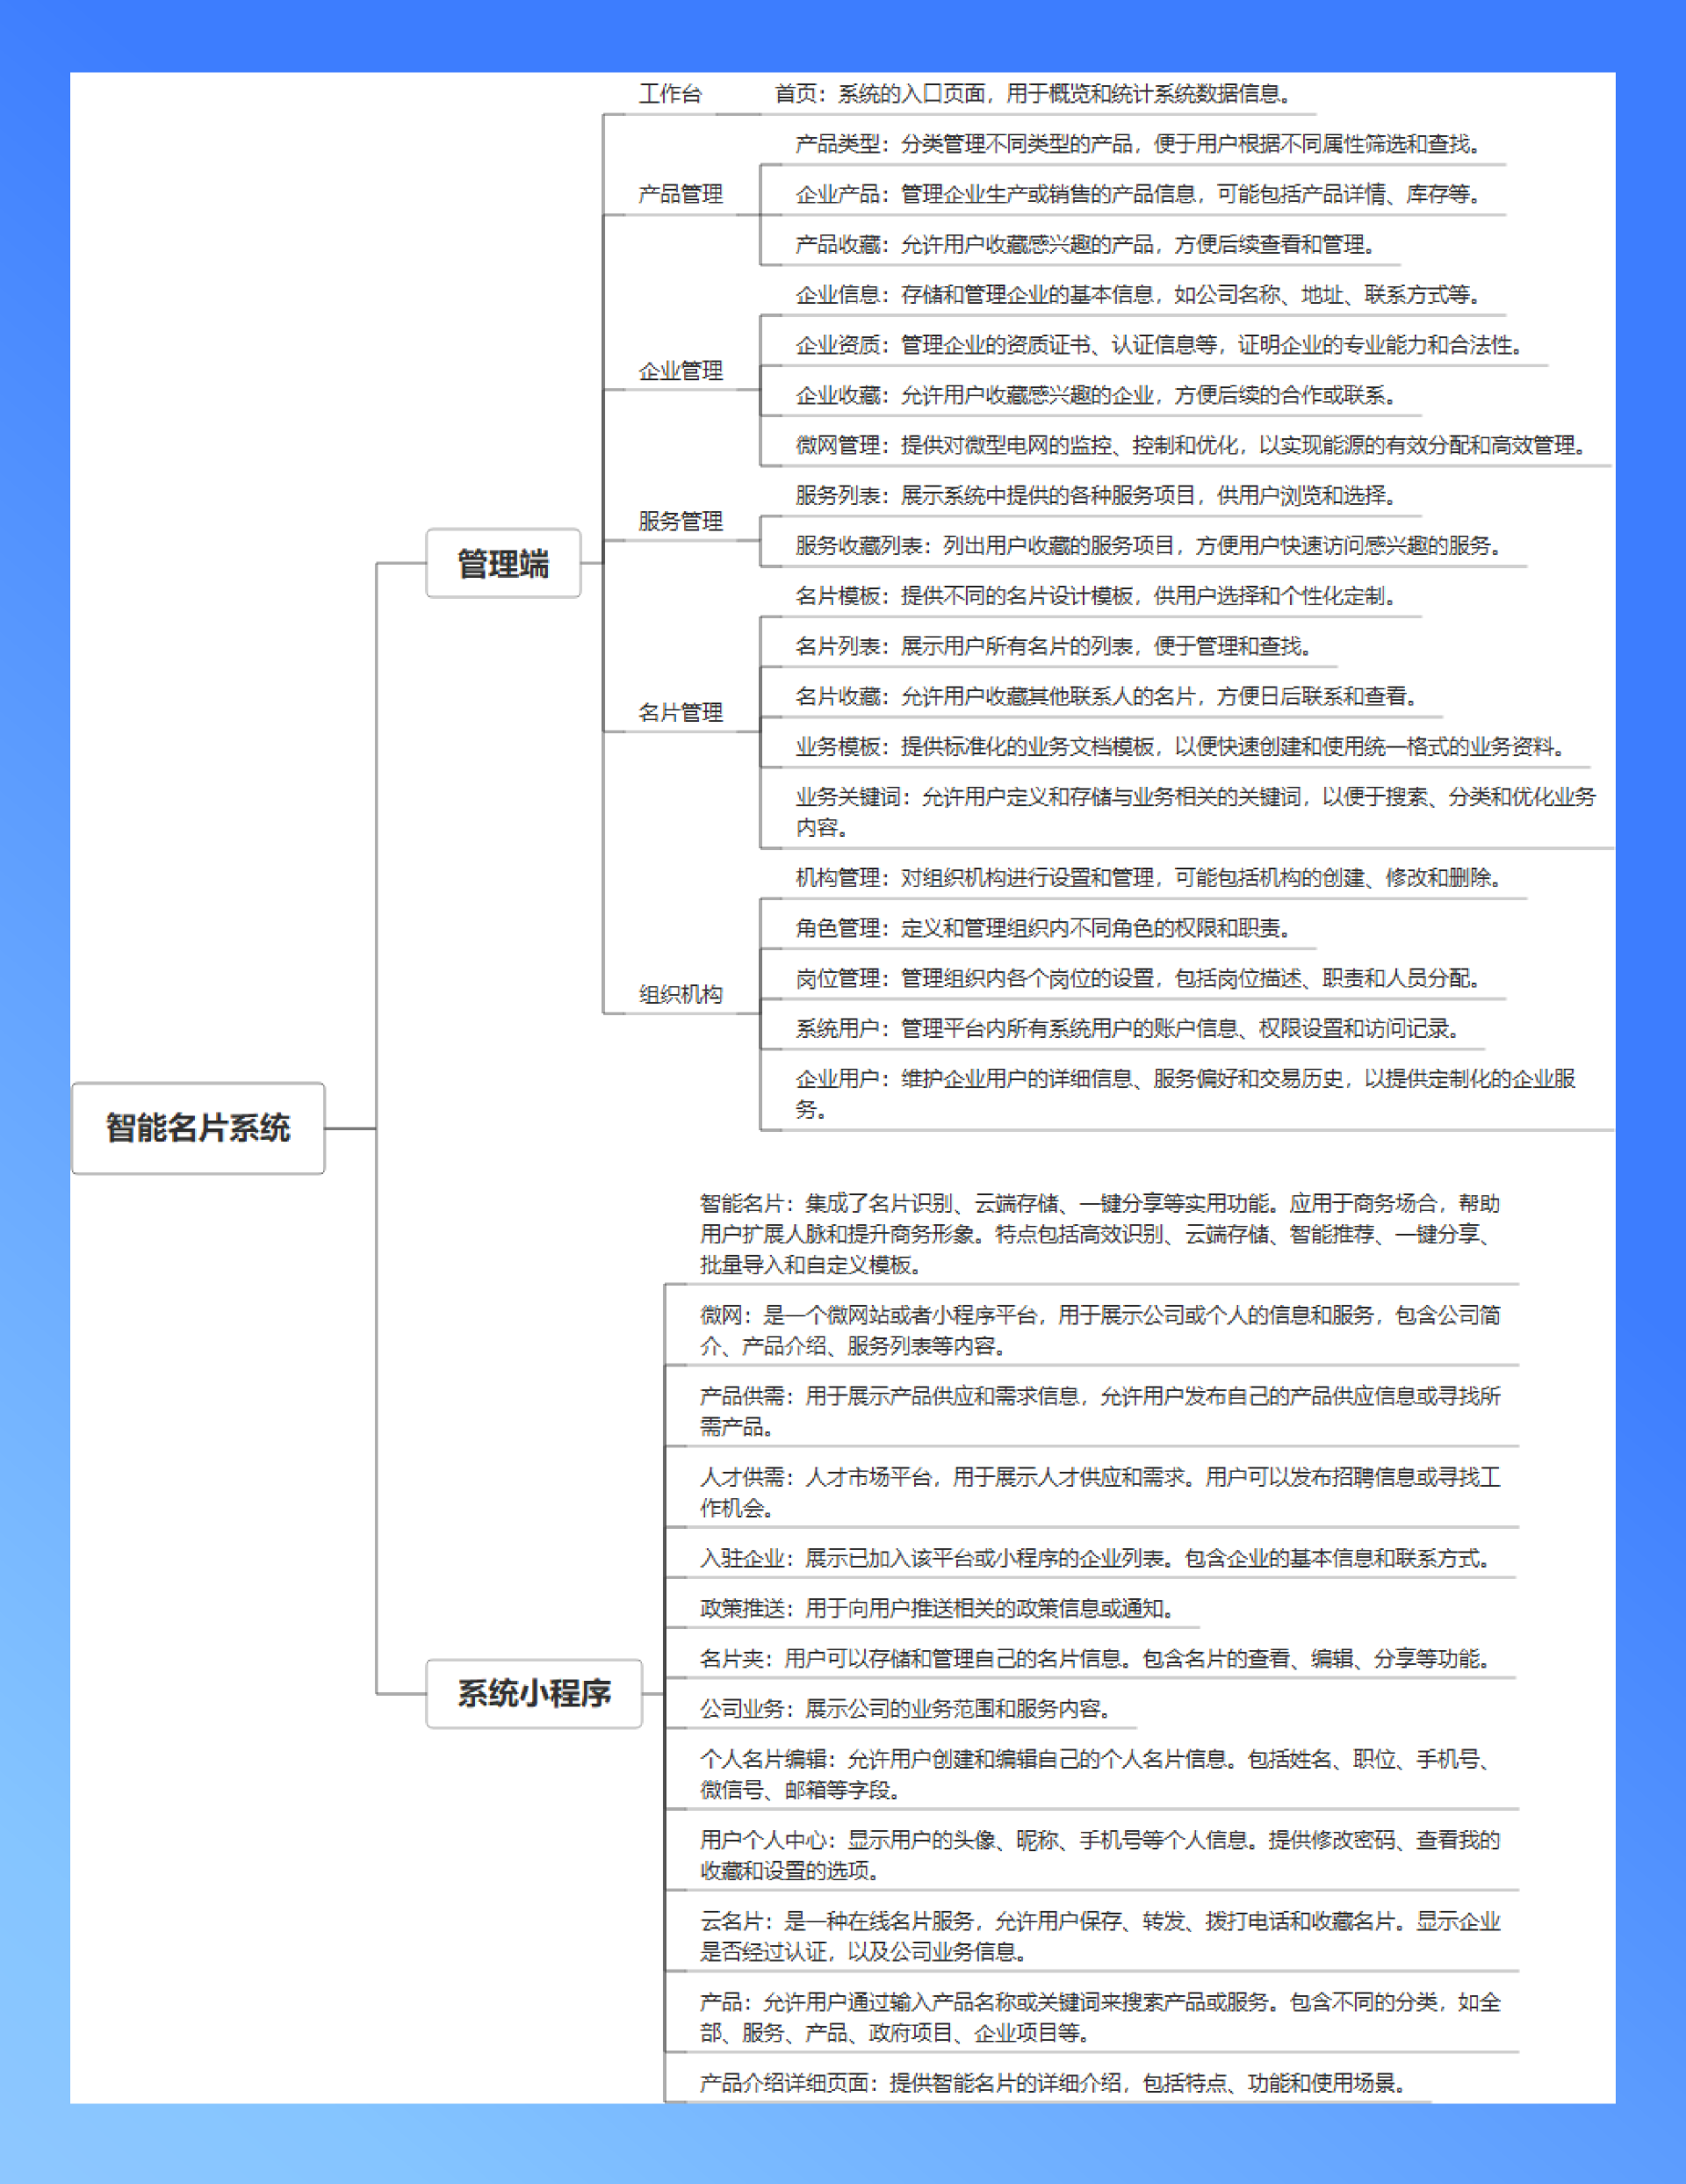 工作台
首页：系统的入口页面，用于概览和统计系统数据信息。
产品管理
产品类型：分类管理不同类型的产品，便于用户根据不同属性筛选和查找。
企业产品：管理企业生产或销售的产品信息，可能包括产品详情、库存等。
产品收藏：允许用户收藏感兴趣的产品，方便后续查看和管理。
企业管理
企业信息：存储和管理企业的基本信息，如公司名称、地址、联系方式等。
企业资质：管理企业的资质证书、认证信息等，证明企业的专业能力和合法性。
企业收藏：允许用户收藏感兴趣的企业，方便后续的合作或联系。
微网管理：提供对微型电网的监控、控制和优化，以实现能源的有效分配和高效管理。
服务管理
服务列表：展示系统中提供的各种服务项目，供用户浏览和选择。
服务收藏列表：列出用户收藏的服务项目，方便用户快速访问感兴趣的服务。
管理端
名片管理
名片模板：提供不同的名片设计模板，供用户选择和个性化定制。
名片列表：展示用户所有名片的列表，便于管理和查找。
名片收藏：允许用户收藏其他联系人的名片，方便日后联系和查看。
业务模板：提供标准化的业务文档模板，以便快速创建和使用统一格式的业务资料。
业务关键词：允许用户定义和存储与业务相关的关键词，以便于搜索、分类和优化业务
内容。
组织机构
机构管理：对组织机构进行设置和管理，可能包括机构的创建、修改和删除。
角色管理：定义和管理组织内不同角色的权限和职责。
岗位管理：管理组织内各个岗位的设置，包括岗位描述、职责和人员分配。
系统用户：管理平台内所有系统用户的账户信息、权限设置和访问记录。
企业用户：维护企业用户的详细信息、服务偏好和交易历史，以提供定制化的企业服
务。
智能名片系统
智能名片：集成了名片识别、云端存储、一键分享等实用功能。应用于商务场合，帮助
用户扩展人脉和提升商务形象。特点包括高效识别、云端存储、智能推荐、一键分享、
批量导入和自定义模板。
微网：是一个微网站或者小程序平台，用于展示公司或个人的信息和服务，包含公司简
介、产品介绍、服务列表等内容。
产品供需：用于展示产品供应和需求信息，允许用户发布自己的产品供应信息或寻找所
需产品。
人才供需：人才市场平台，用于展示人才供应和需求。用户可以发布招聘信息或寻找工
作机会。
入驻企业：展示已加入该平台或小程序的企业列表。包含企业的基本信息和联系方式。
政策推送：用于向用户推送相关的政策信息或通知。
名片夹：用户可以存储和管理自己的名片信息。包含名片的查看、编辑、分享等功能。
系统小程序
公司业务：展示公司的业务范围和服务内容。
个人名片编辑：允许用户创建和编辑自己的个人名片信息。包括姓名、职位、手机号、
微信号、邮箱等字段。
用户个人中心：显示用户的头像、昵称、手机号等个人信息。提供修改密码、查看我的
收藏和设置的选项。
云名片：是一种在线名片服务，允许用户保存、转发、拨打电话和收藏名片。显示企业
是否经过认证，以及公司业务信息。
产品：允许用户通过输入产品名称或关键词来搜索产品或服务。包含不同的分类，如全
部、服务、产品、政府项目、企业项目等。
产品介绍详细页面：提供智能名片的详细介绍，包括特点、功能和使用场景。